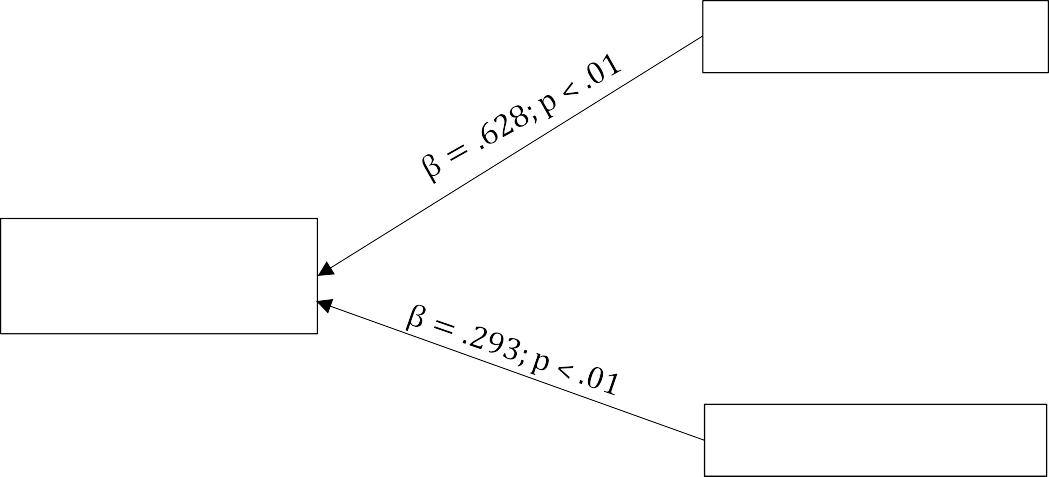 β = .628; p < .01
β = .293; p < .01